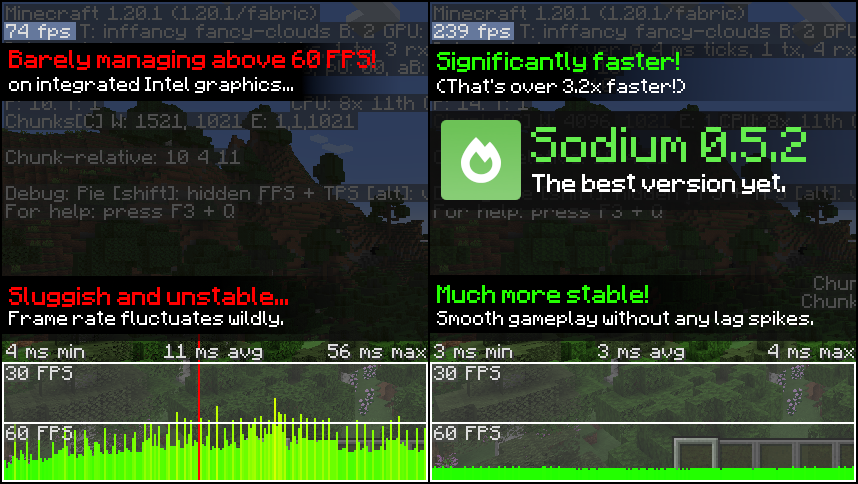 Minecraft 1.20.1 (1.20.1/fabric)
74 fps T: inffancy fancy-clouds B: 2 GPU:
Barely managing above 60 FPS!
on integrated Intel graphics...
Chunks[C] W: 1521, 1021 E: 1,1,1021
Chunk-relative: 10 4 11
Debug: Pie [shift]: hidden FPS + TPS [alt]:
For help: press F3 + Q
Sluggish and unstable...
Frame rate fluctuates wildly.
4 ms min 11 ms avg 56 ms max
30 FPS
60 FPS
Minecraft 1.20.1 (1.20.1/fabric)
239 fps T: inffancy fancy-clouds B: 2 GPU:
Significantly faster!
(That's over 3.2x faster!)
Sodium 0.5.2
The best version yet.
For help: press F3 + Q
Much more stable!
Smooth gameplay without any lag spikes.
3 ms min 3 ms avg 4 ms max
30 FPS
60 FPS